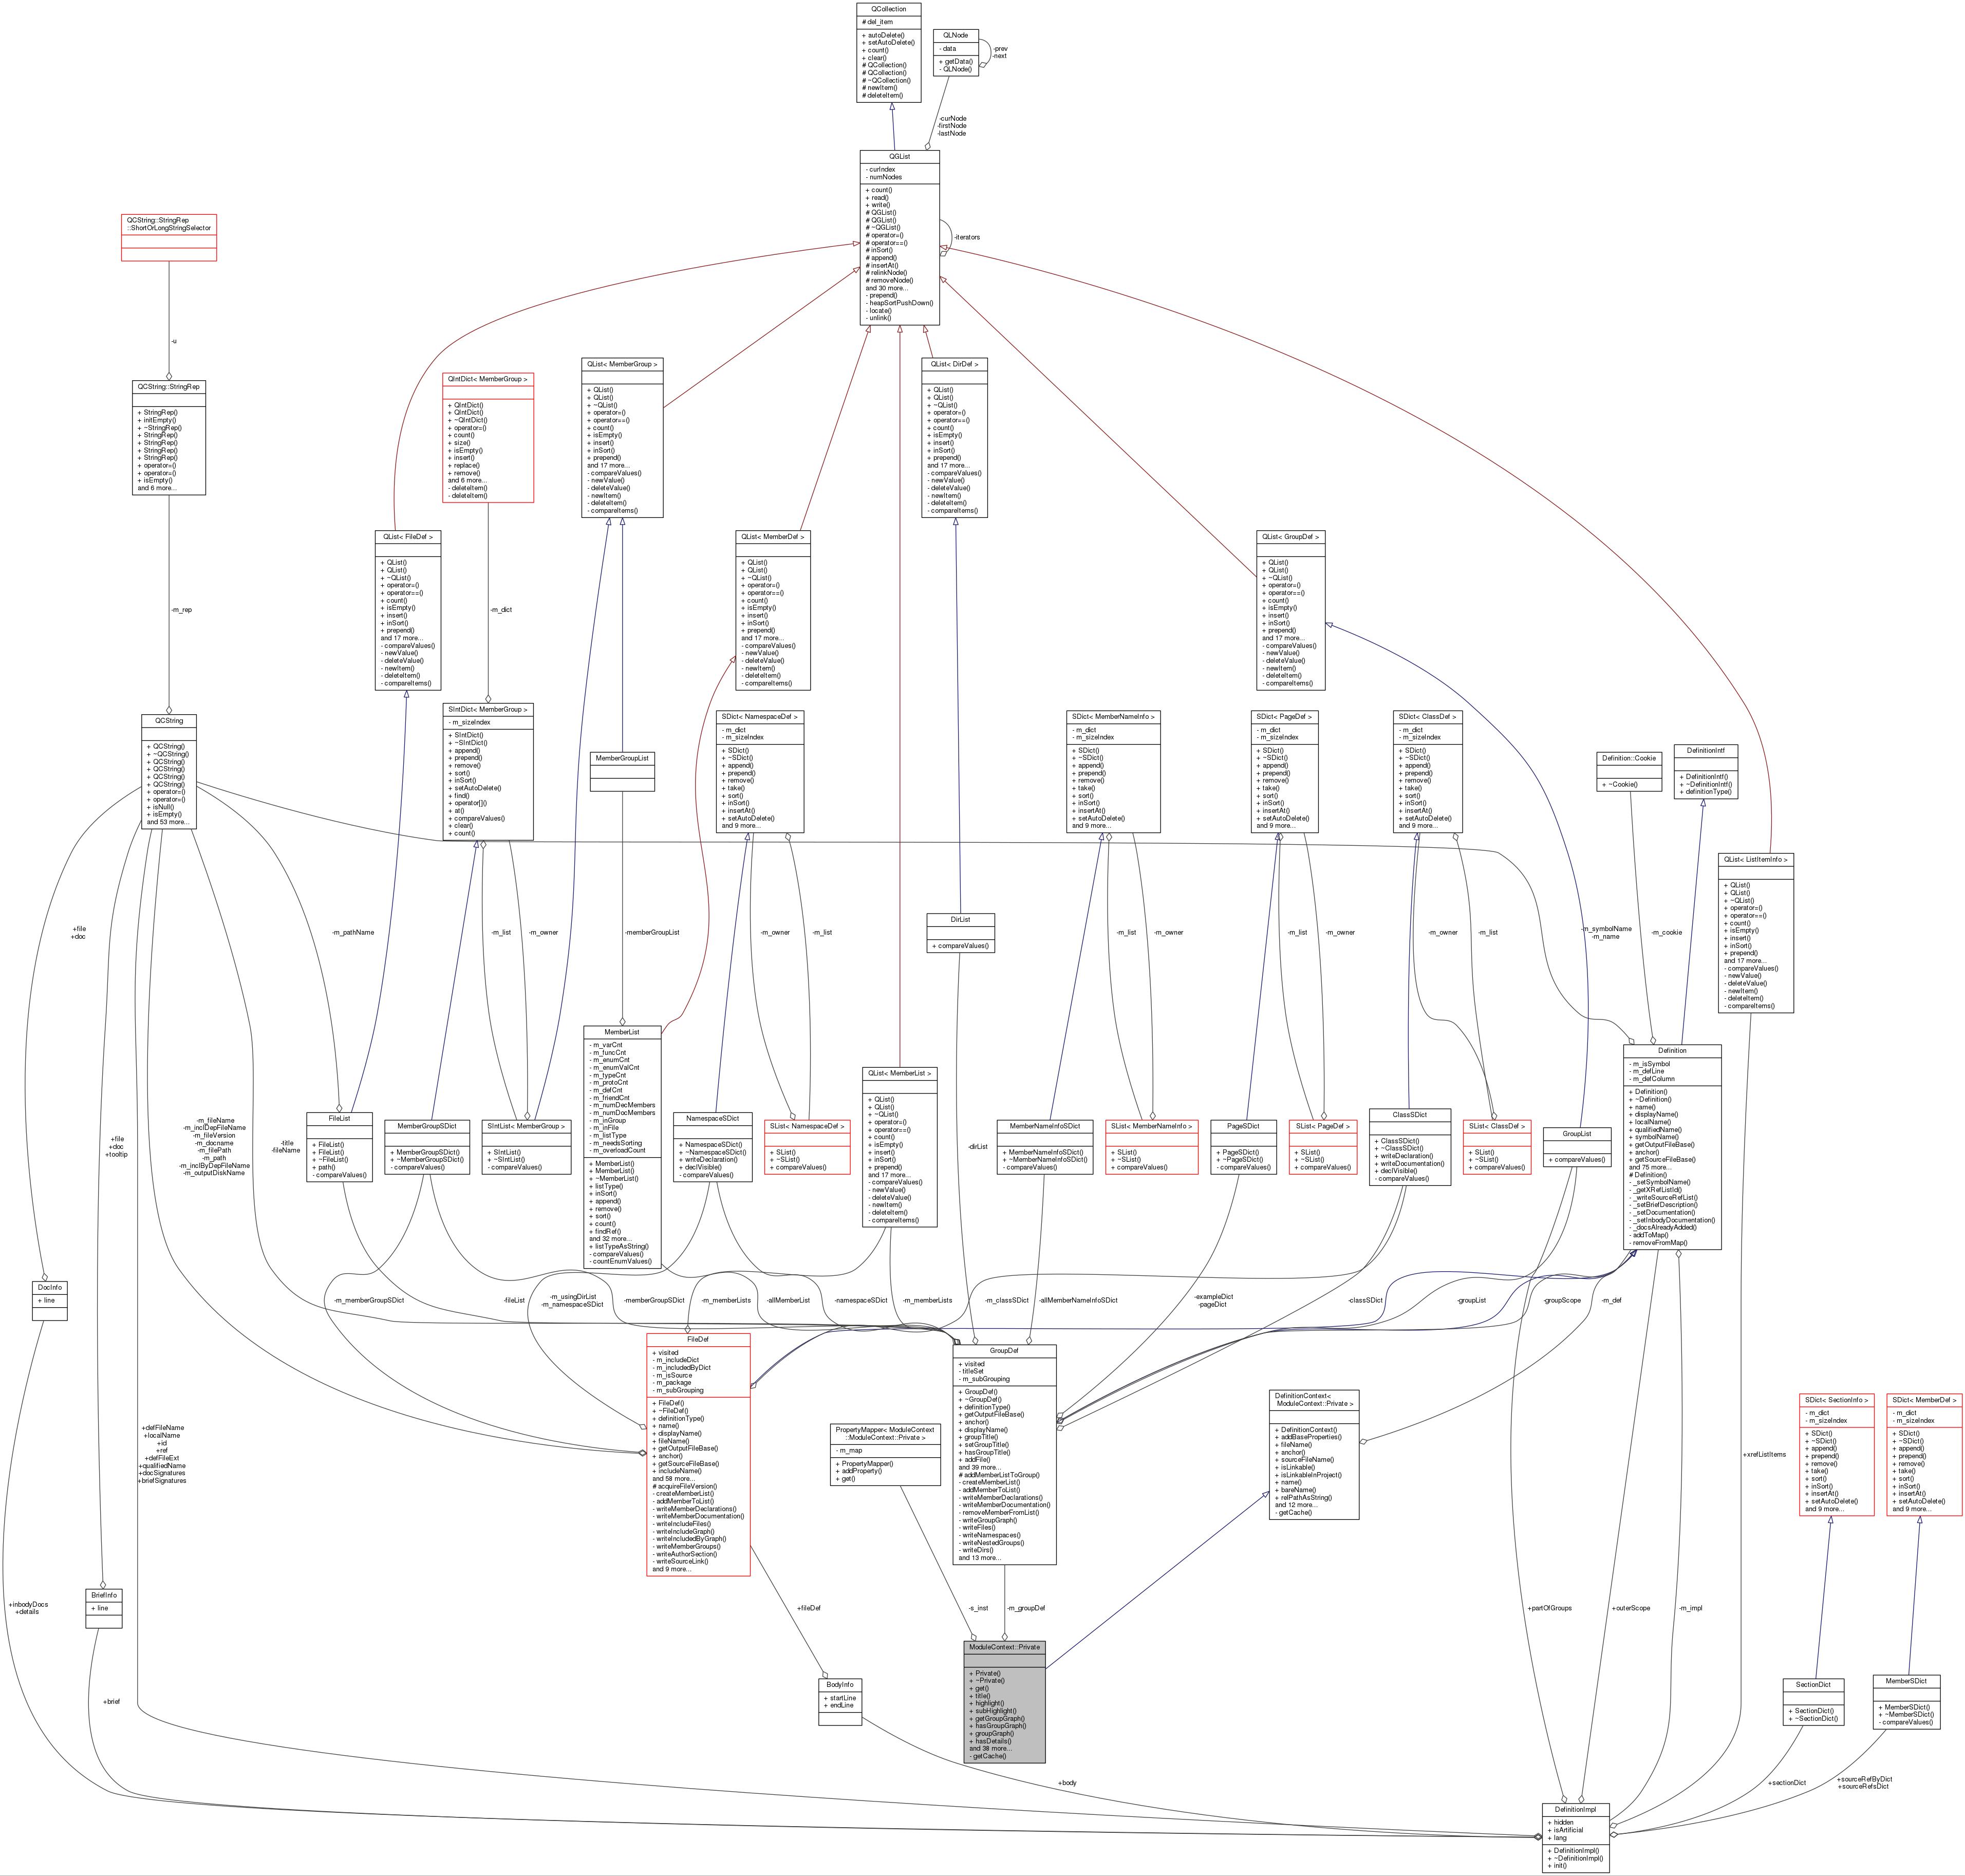 QCollection
# del_item
+ autoDelete()
+ setAutoDelete()
+ count()
+ clear()
# QCollection()
# QCollection()
# ~QCollection()
# newItem()
# deleteItem()
QLNode
- data
+ getData()
- QLNode()
-prev
-next
-curNode
-firstNode
-lastNode
QGList
- curIndex
- numNodes
+ count()
+ read()
+ write()
# QGList()
# QGList()
# ~QGList()
# operator=()
# operator==()
# inSort()
# append()
# insertAt()
# relinkNode()
# removeNode()
and 30 more...
- prepend()
- heapSortPushDown()
- locate()
- unlink()
-iterators
QCString::StringRep
::ShortOrLongStringSelector
-u
QCString::StringRep
+ StringRep()
+ initEmpty()
+ ~StringRep()
+ StringRep()
+ StringRep()
+ StringRep()
+ StringRep()
+ operator=()
+ operator=()
+ isEmpty()
and 6 more...
QIntDict< MemberGroup >
+ QIntDict()
+ QIntDict()
+ ~QIntDict()
+ operator=()
+ count()
+ size()
+ isEmpty()
+ insert()
+ replace()
+ remove()
and 6 more...
- deleteItem()
- deleteItem()
QList< MemberGroup >
+ QList()
+ QList()
+ ~QList()
+ operator=()
+ operator==()
+ count()
+ isEmpty()
+ insert()
+ inSort()
+ prepend()
and 17 more...
- compareValues()
- newValue()
- deleteValue()
- newItem()
- deleteItem()
- compareItems()
QList< DirDef >
+ QList()
+ QList()
+ ~QList()
+ operator=()
+ operator==()
+ count()
+ isEmpty()
+ insert()
+ inSort()
+ prepend()
and 17 more...
- compareValues()
- newValue()
- deleteValue()
- newItem()
- deleteItem()
- compareItems()
QList< FileDef >
+ QList()
+ QList()
+ ~QList()
+ operator=()
+ operator==()
+ count()
+ isEmpty()
+ insert()
+ inSort()
+ prepend()
and 17 more...
- compareValues()
- newValue()
- deleteValue()
- newItem()
- deleteItem()
- compareItems()
QList< MemberDef >
+ QList()
+ QList()
+ ~QList()
+ operator=()
+ operator==()
+ count()
+ isEmpty()
+ insert()
+ inSort()
+ prepend()
and 17 more...
- compareValues()
- newValue()
- deleteValue()
- newItem()
- deleteItem()
- compareItems()
QList< GroupDef >
+ QList()
+ QList()
+ ~QList()
+ operator=()
+ operator==()
+ count()
+ isEmpty()
+ insert()
+ inSort()
+ prepend()
and 17 more...
- compareValues()
- newValue()
- deleteValue()
- newItem()
- deleteItem()
- compareItems()
-m_rep
-m_dict
QCString
+ QCString()
+ ~QCString()
+ QCString()
+ QCString()
+ QCString()
+ QCString()
+ operator=()
+ operator=()
+ isNull()
+ isEmpty()
and 53 more...
SIntDict< MemberGroup >
- m_sizeIndex
+ SIntDict()
+ ~SIntDict()
+ append()
+ prepend()
+ remove()
+ sort()
+ inSort()
+ setAutoDelete()
+ find()
+ operator[]()
+ at()
+ compareValues()
+ clear()
+ count()
MemberGroupList
SDict< NamespaceDef >
- m_dict
- m_sizeIndex
+ SDict()
+ ~SDict()
+ append()
+ prepend()
+ remove()
+ take()
+ sort()
+ inSort()
+ insertAt()
+ setAutoDelete()
and 9 more...
SDict< MemberNameInfo >
- m_dict
- m_sizeIndex
+ SDict()
+ ~SDict()
+ append()
+ prepend()
+ remove()
+ take()
+ sort()
+ inSort()
+ insertAt()
+ setAutoDelete()
and 9 more...
SDict< PageDef >
- m_dict
- m_sizeIndex
+ SDict()
+ ~SDict()
+ append()
+ prepend()
+ remove()
+ take()
+ sort()
+ inSort()
+ insertAt()
+ setAutoDelete()
and 9 more...
SDict< ClassDef >
- m_dict
- m_sizeIndex
+ SDict()
+ ~SDict()
+ append()
+ prepend()
+ remove()
+ take()
+ sort()
+ inSort()
+ insertAt()
+ setAutoDelete()
and 9 more...
Definition::Cookie
+ ~Cookie()
DefinitionIntf
+ DefinitionIntf()
+ ~DefinitionIntf()
+ definitionType()
QList< ListItemInfo >
+ QList()
+ QList()
+ ~QList()
+ operator=()
+ operator==()
+ count()
+ isEmpty()
+ insert()
+ inSort()
+ prepend()
and 17 more...
- compareValues()
- newValue()
- deleteValue()
- newItem()
- deleteItem()
- compareItems()
+file
+doc
-m_pathName
-m_list
-m_owner
-memberGroupList
-m_owner
-m_list
DirList
+ compareValues()
-m_list
-m_owner
-m_list
-m_owner
-m_owner
-m_list
-m_symbolName
-m_name
-m_cookie
-m_fileName
-m_inclDepFileName
-m_fileVersion
-m_docname
-m_filePath
-m_path
-m_inclByDepFileName
-m_outputDiskName
+file
+doc
+tooltip
-title
-fileName
FileList
+ FileList()
+ FileList()
+ ~FileList()
+ path()
- compareValues()
MemberGroupSDict
+ MemberGroupSDict()
+ ~MemberGroupSDict()
- compareValues()
SIntList< MemberGroup >
+ SIntList()
+ ~SIntList()
- compareValues()
MemberList
- m_varCnt
- m_funcCnt
- m_enumCnt
- m_enumValCnt
- m_typeCnt
- m_protoCnt
- m_defCnt
- m_friendCnt
- m_numDecMembers
- m_numDocMembers
- m_inGroup
- m_inFile
- m_listType
- m_needsSorting
- m_overloadCount
+ MemberList()
+ MemberList()
+ ~MemberList()
+ listType()
+ inSort()
+ append()
+ remove()
+ sort()
+ count()
+ findRef()
and 32 more...
+ listTypeAsString()
- compareValues()
- countEnumValues()
NamespaceSDict
+ NamespaceSDict()
+ ~NamespaceSDict()
+ writeDeclaration()
+ declVisible()
- compareValues()
SList< NamespaceDef >
+ SList()
+ ~SList()
+ compareValues()
QList< MemberList >
+ QList()
+ QList()
+ ~QList()
+ operator=()
+ operator==()
+ count()
+ isEmpty()
+ insert()
+ inSort()
+ prepend()
and 17 more...
- compareValues()
- newValue()
- deleteValue()
- newItem()
- deleteItem()
- compareItems()
-dirList
MemberNameInfoSDict
+ MemberNameInfoSDict()
+ ~MemberNameInfoSDict()
- compareValues()
SList< MemberNameInfo >
+ SList()
+ ~SList()
+ compareValues()
PageSDict
+ PageSDict()
+ ~PageSDict()
- compareValues()
SList< PageDef >
+ SList()
+ ~SList()
+ compareValues()
ClassSDict
+ ClassSDict()
+ ~ClassSDict()
+ writeDeclaration()
+ writeDocumentation()
+ declVisible()
- compareValues()
SList< ClassDef >
+ SList()
+ ~SList()
+ compareValues()
GroupList
+ compareValues()
Definition
- m_isSymbol
- m_defLine
- m_defColumn
+ Definition()
+ ~Definition()
+ name()
+ displayName()
+ localName()
+ qualifiedName()
+ symbolName()
+ getOutputFileBase()
+ anchor()
+ getSourceFileBase()
and 75 more...
# Definition()
- _setSymbolName()
- _getXRefListId()
- _writeSourceRefList()
- _setBriefDescription()
- _setDocumentation()
- _setInbodyDocumentation()
- _docsAlreadyAdded()
- addToMap()
- removeFromMap()
DocInfo
+ line
-m_memberGroupSDict
-fileList
-m_usingDirList
-m_namespaceSDict
-memberGroupSDict
-m_memberLists
-allMemberList
-namespaceSDict
-m_memberLists
-m_classSDict
-allMemberNameInfoSDict
-exampleDict
-pageDict
-classSDict
-groupList
-groupScope
-m_def
FileDef
+ visited
- m_includeDict
- m_includedByDict
- m_isSource
- m_package
- m_subGrouping
+ FileDef()
+ ~FileDef()
+ definitionType()
+ name()
+ displayName()
+ fileName()
+ getOutputFileBase()
+ anchor()
+ getSourceFileBase()
+ includeName()
and 58 more...
# acquireFileVersion()
- createMemberList()
- addMemberToList()
- writeMemberDeclarations()
- writeMemberDocumentation()
- writeIncludeFiles()
- writeIncludeGraph()
- writeIncludedByGraph()
- writeMemberGroups()
- writeAuthorSection()
- writeSourceLink()
and 9 more...
GroupDef
+ visited
- titleSet
- m_subGrouping
+ GroupDef()
+ ~GroupDef()
+ definitionType()
+ getOutputFileBase()
+ anchor()
+ displayName()
+ groupTitle()
+ setGroupTitle()
+ hasGroupTitle()
+ addFile()
and 39 more...
# addMemberListToGroup()
- createMemberList()
- addMemberToList()
- writeMemberDeclarations()
- writeMemberDocumentation()
- removeMemberFromList()
- writeGroupGraph()
- writeFiles()
- writeNamespaces()
- writeNestedGroups()
- writeDirs()
and 13 more...
PropertyMapper< ModuleContext
::ModuleContext::Private >
- m_map
+ PropertyMapper()
+ addProperty()
+ get()
DefinitionContext<
ModuleContext::Private >
+ DefinitionContext()
+ addBaseProperties()
+ fileName()
+ anchor()
+ sourceFileName()
+ isLinkable()
+ isLinkableInProject()
+ name()
+ bareName()
+ relPathAsString()
and 12 more...
- getCache()
SDict< SectionInfo >
- m_dict
- m_sizeIndex
+ SDict()
+ ~SDict()
+ append()
+ prepend()
+ remove()
+ take()
+ sort()
+ inSort()
+ insertAt()
+ setAutoDelete()
and 9 more...
SDict< MemberDef >
- m_dict
- m_sizeIndex
+ SDict()
+ ~SDict()
+ append()
+ prepend()
+ remove()
+ take()
+ sort()
+ inSort()
+ insertAt()
+ setAutoDelete()
and 9 more...
+defFileName
+localName
+id
+ref
+defFileExt
+qualifiedName
+docSignatures
+briefSignatures
+xrefListItems
+inbodyDocs
+details
BriefInfo
+ line
+fileDef
-s_inst
-m_groupDef
+partOfGroups
+outerScope
-m_impl
ModuleContext::Private
+ Private()
+ ~Private()
+ get()
+ title()
+ highlight()
+ subHighlight()
+ getGroupGraph()
+ hasGroupGraph()
+ groupGraph()
+ hasDetails()
and 38 more...
- getCache()
BodyInfo
+ startLine
+ endLine
SectionDict
+ SectionDict()
+ ~SectionDict()
MemberSDict
+ MemberSDict()
+ ~MemberSDict()
- compareValues()
+brief
+body
+sectionDict
+sourceRefByDict
+sourceRefsDict
DefinitionImpl
+ hidden
+ isArtificial
+ lang
+ DefinitionImpl()
+ ~DefinitionImpl()
+ init()